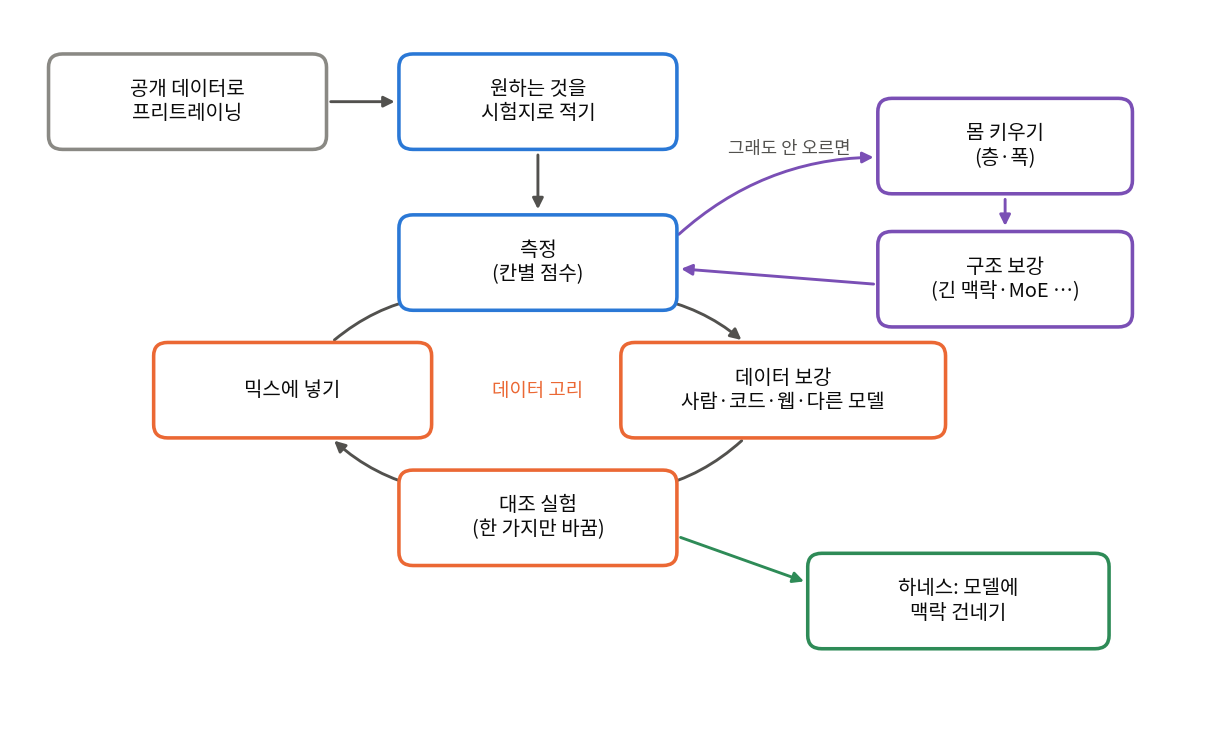 공개 데이터로
프리트레이닝
원하는 것을
시험지로 적기
그래도 안 오르면
몸 키우기
(층·폭)
측정
(칸별 점수)
구조 보강
(긴 맥락·MoE ⋯)
믹스에 넣기
데이터 고리
데이터 보강
사람·코드·웹·다른 모델
대조 실험
(한 가지만 바꿈)
하네스: 모델에
맥락 건네기